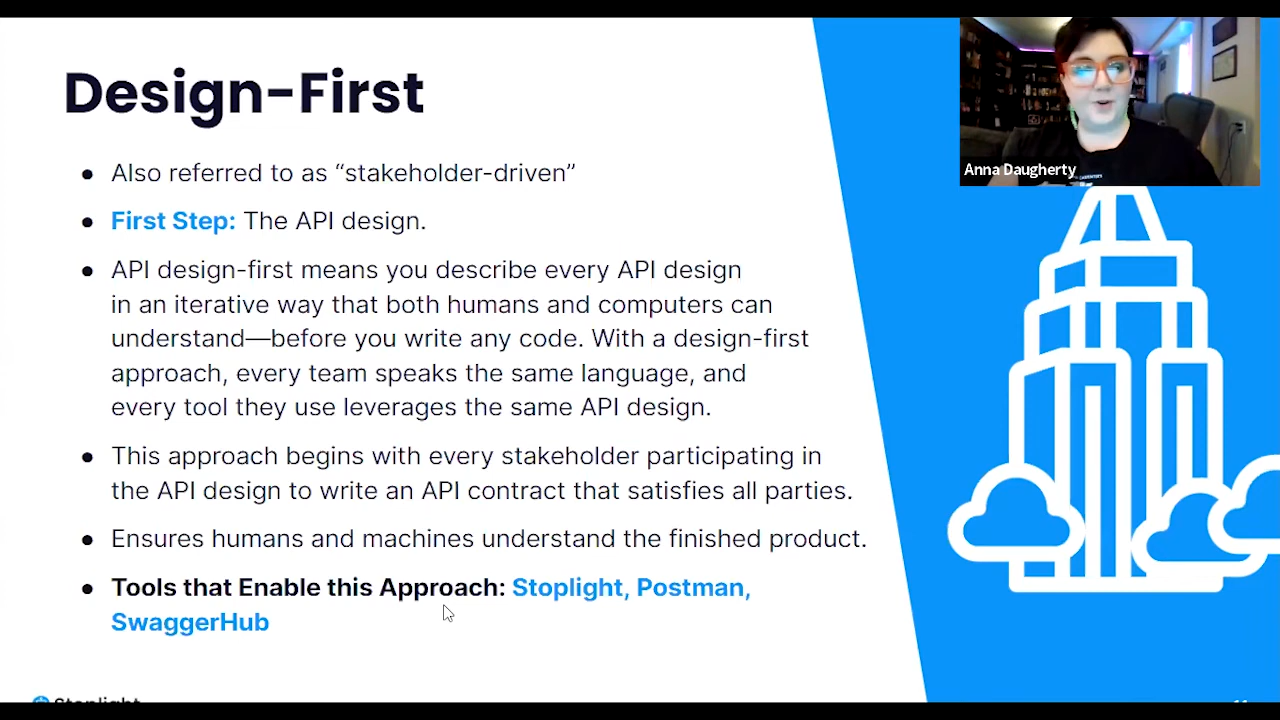 Design-First
Anna Daugherty
● Also referred to as “stakeholder-driven”
● First Step: The API design.
● API design-first means you describe every API design
in an iterative way that both humans and computers can
understand—before you write any code. With a design-first
approach, every team speaks the same language, and
every tool they use leverages the same API design.
● This approach begins with every stakeholder participating in
the API design to write an API contract that satisfies all parties.
● Ensures humans and machines understand the finished product.
● Tools that Enable this Approach: Stoplight, Postman,
SwaggerHub
Stoplight